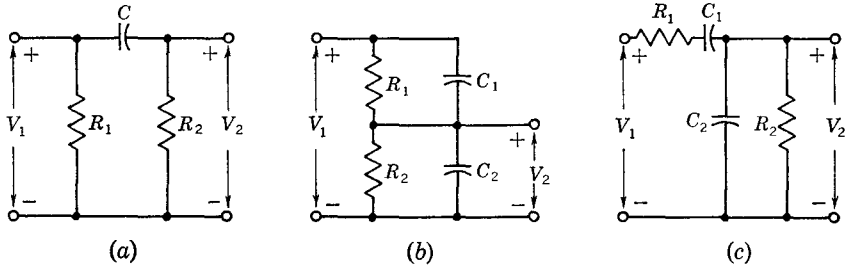 C
+ +
V₁ R₁ R₂ V₂
− −
(a)
+
R₁ C₁
V₁ +
R₂ C₂ V₂
− −
(b)
R₁ C₁
+ +
V₁ C₂ R₂ V₂
− −
(c)